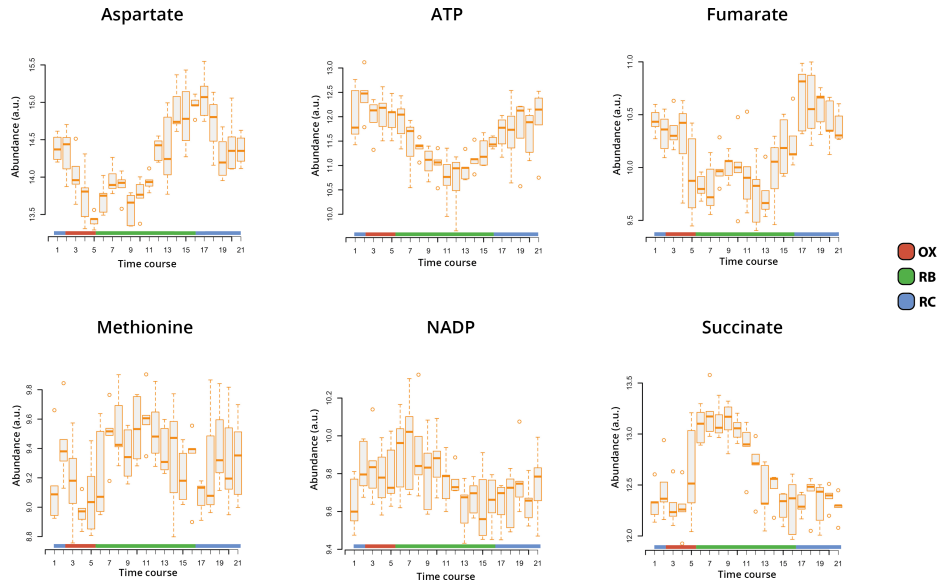 Aspartate
ATP
Fumarate
Abundance (a.u.)
15.5
15.0
14.5
14.0
13.5
1 3 5 7 9 11 13 15 17 19 21
Time course
Abundance (a.u.)
13.0
12.5
12.0
11.5
11.0
10.5
10.0
1 3 5 7 9 11 13 15 17 19 21
Time course
Abundance (a.u.)
11.0
10.5
10.0
9.5
1 3 5 7 9 11 13 15 17 19 21
Time course
OX
RB
RC
Methionine
NADP
Succinate
Abundance (a.u.)
9.8
9.6
9.4
9.2
9.0
8.8
1 3 5 7 9 11 13 15 17 19 21
Time course
Abundance (a.u.)
10.2
10.0
9.8
9.6
9.4
1 3 5 7 9 11 13 15 17 19 21
Time course
Abundance (a.u.)
13.5
13.0
12.5
12.0
1 3 5 7 9 11 13 15 17 19 21
Time course